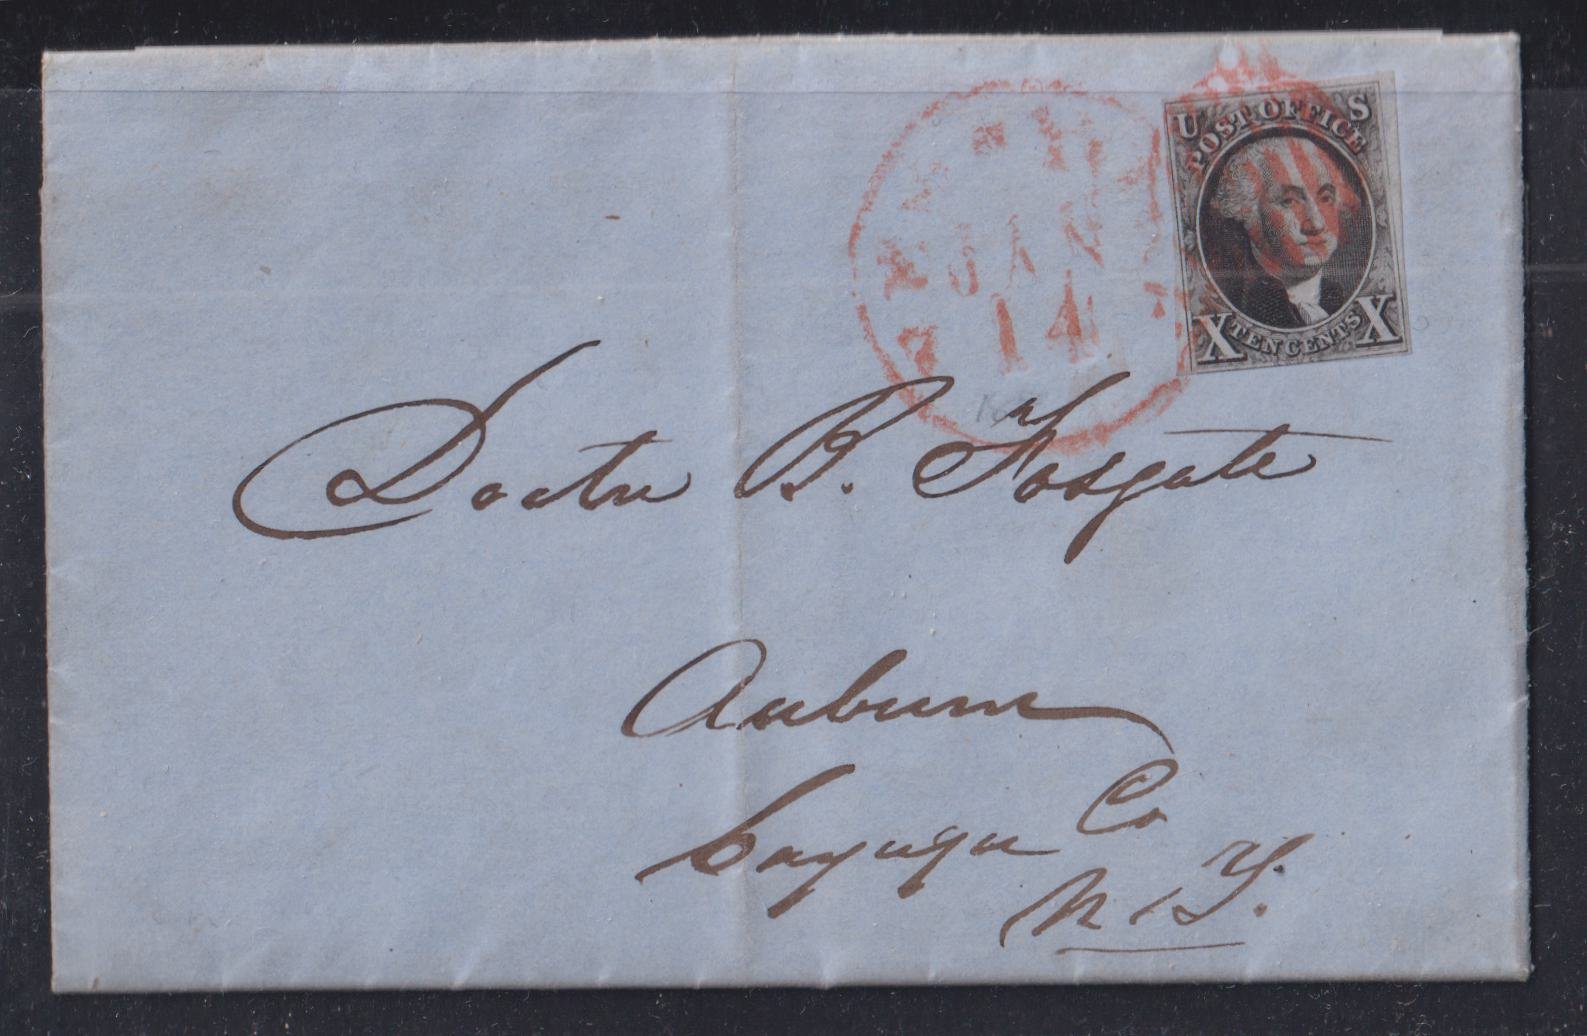 U S
POST OFFICE
X TEN CENTS X
JAN
14
Doctor B. Fosgate
Auburn
Cayuga Co
N.Y.